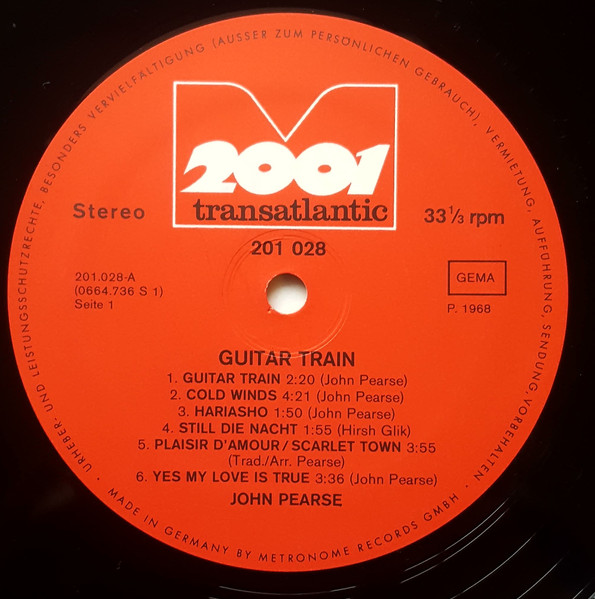 URHEBER- UND LEISTUNGSSCHUTZRECHTE, BESONDERS VERVIELFÄLTIGUNG (AUSSER ZUM PERSÖNLICHEN GEBRAUCH), VERMIETUNG, AUFFÜHRUNG, SENDUNG, VORBEHALTEN.
2001
transatlantic
Stereo
33 1/3 rpm
201 028
201.028-A
(0664.736 S 1)
Seite 1
GEMA
P. 1968
GUITAR TRAIN
1. GUITAR TRAIN 2:20 (John Pearse)
2. COLD WINDS 4:21 (John Pearse)
3. HARIASHO 1:50 (John Pearse)
4. STILL DIE NACHT 1:55 (Hirsh Glik)
5. PLAISIR D'AMOUR/SCARLET TOWN 3:55
(Trad./Arr. Pearse)
6. YES MY LOVE IS TRUE 3:36 (John Pearse)
JOHN PEARSE
• MADE IN GERMANY BY METRONOME RECORDS GMBH •